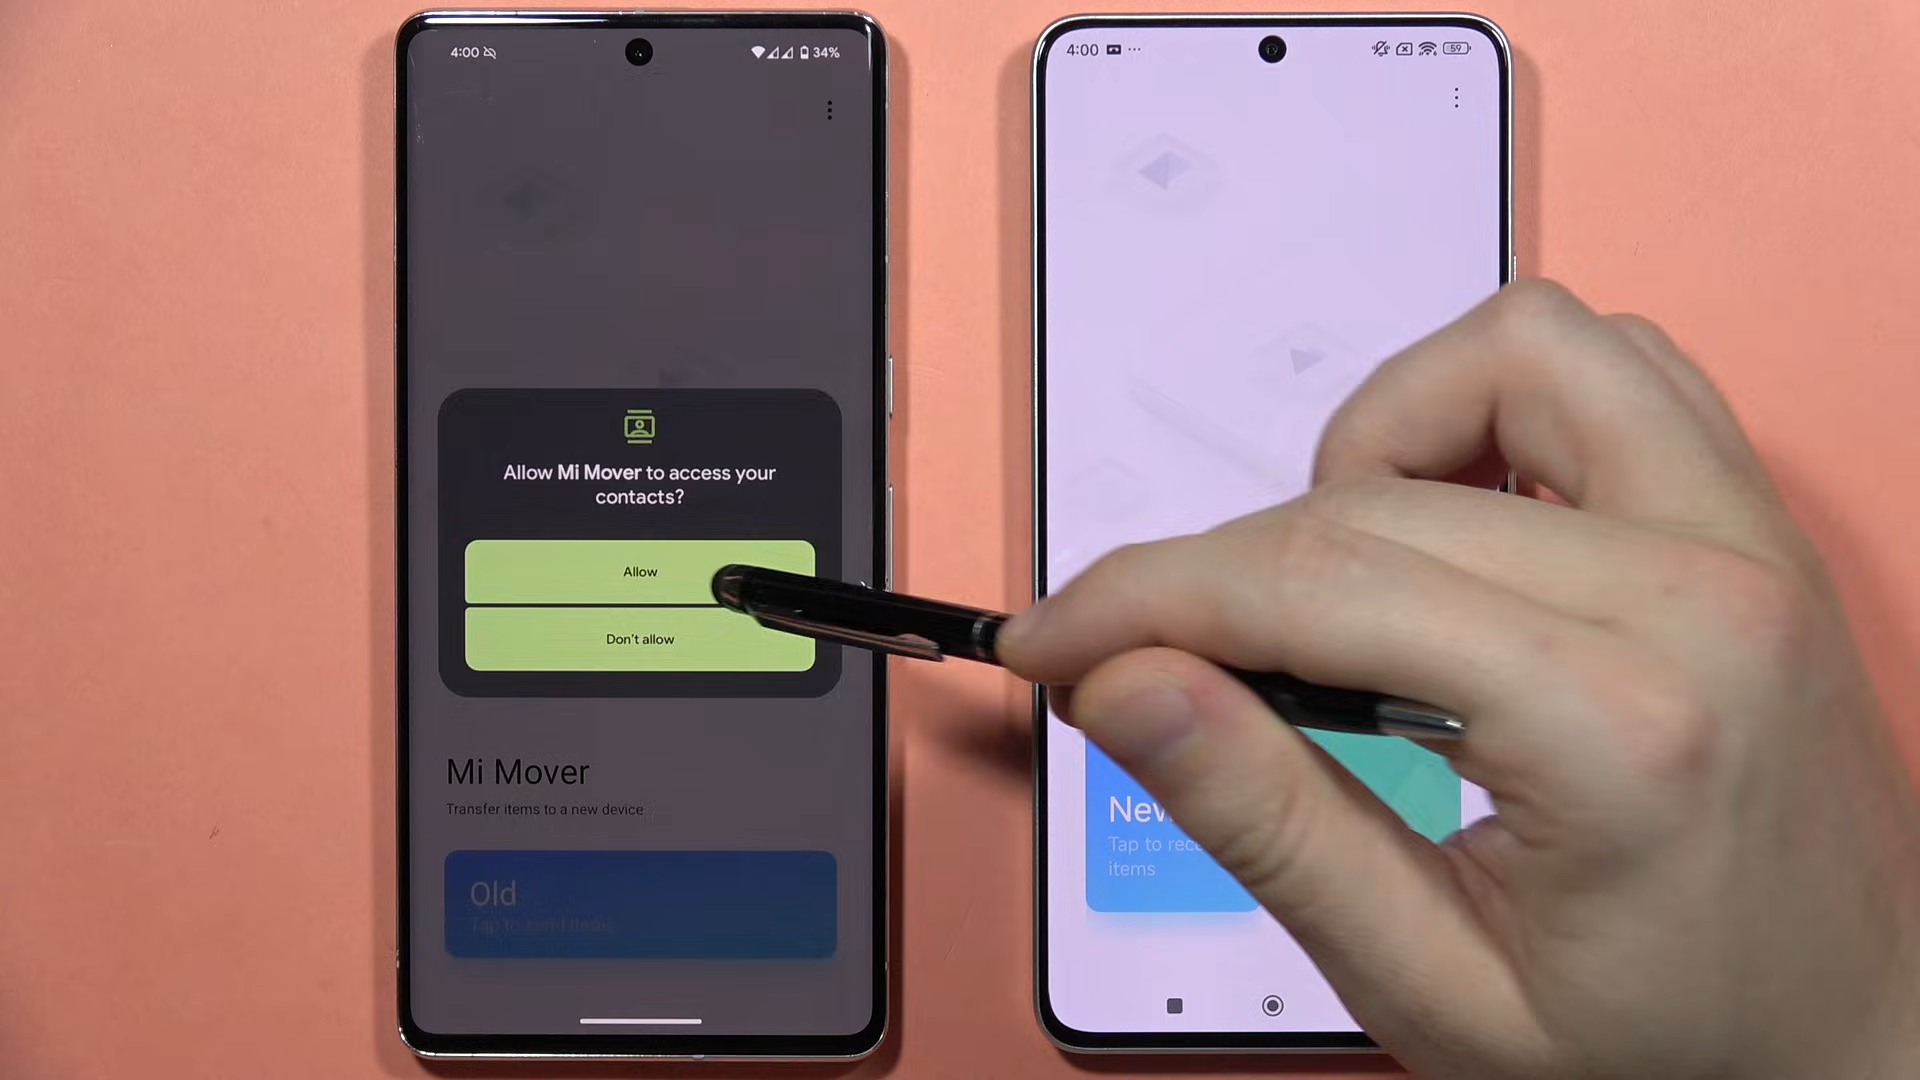 4:00
34%
Allow Mi Mover to access your
contacts?
Allow
Don't allow
Mi Mover
Transfer items to a new device
Old
Tap to send items
4:00
59
New
Tap to
items